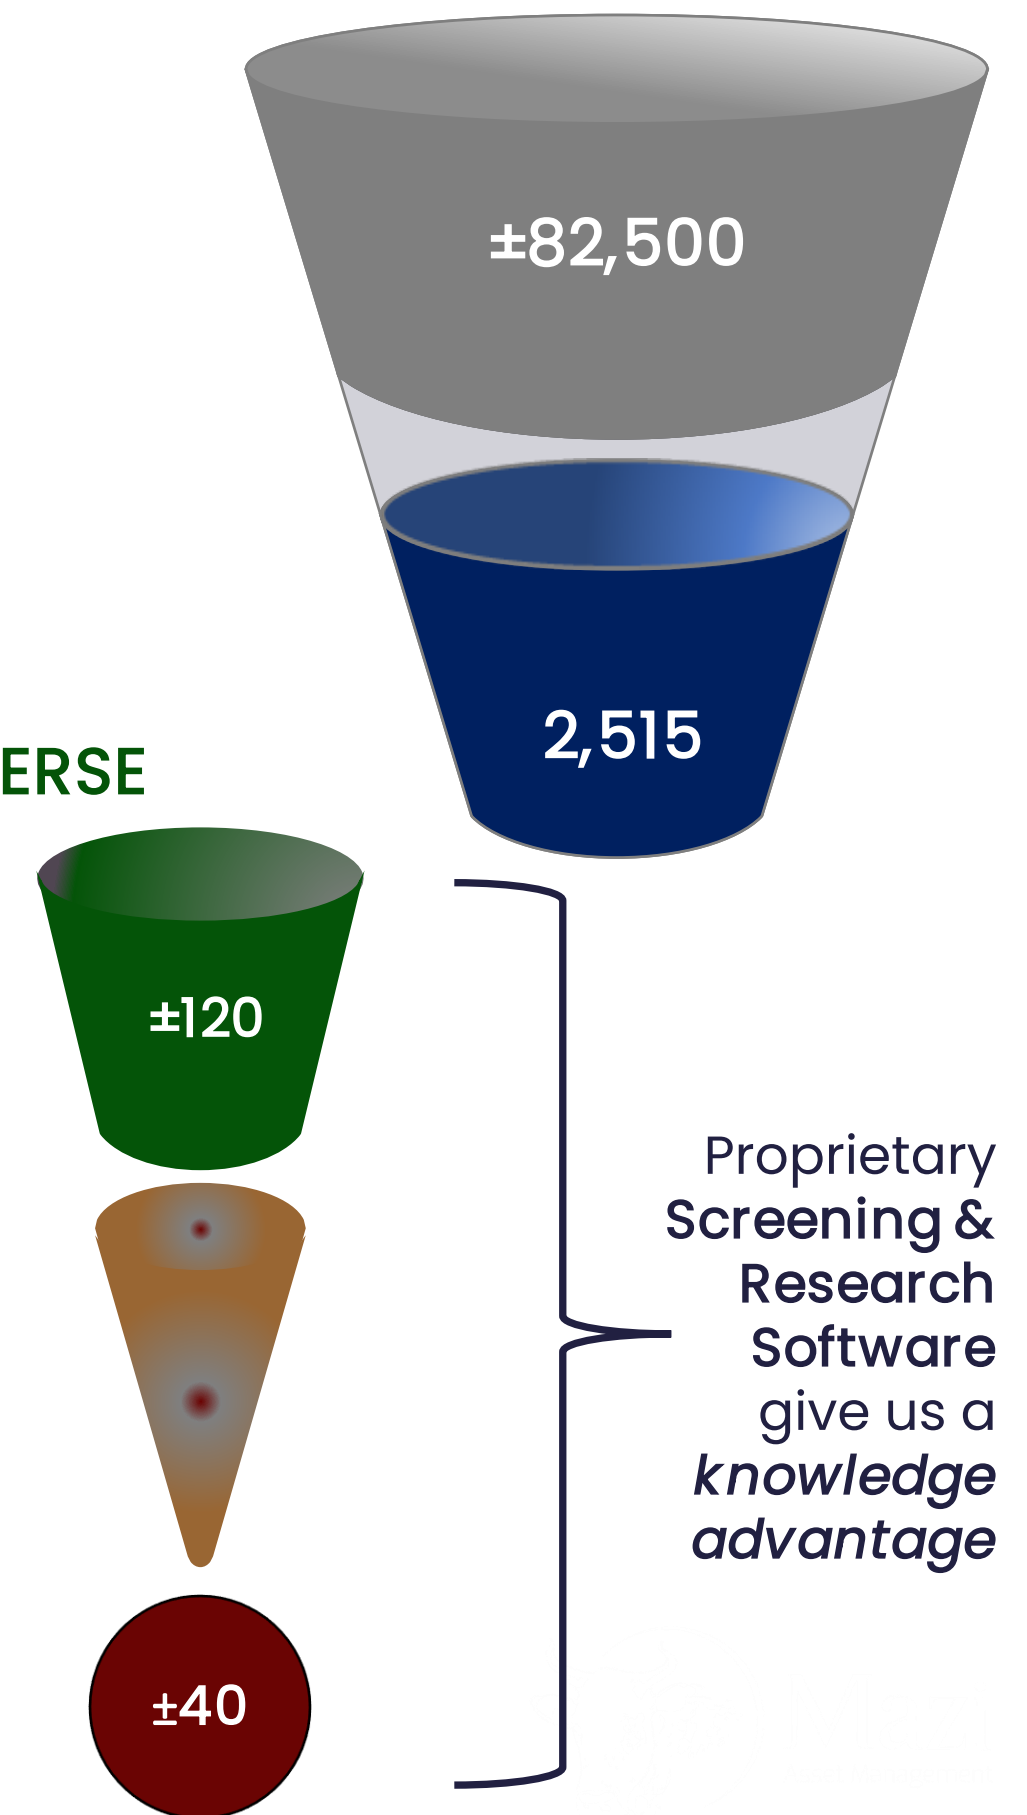 ±82,500
2,515
ERSE
±120
Proprietary
Screening &
Research
Software
give us a
knowledge
advantage
±40